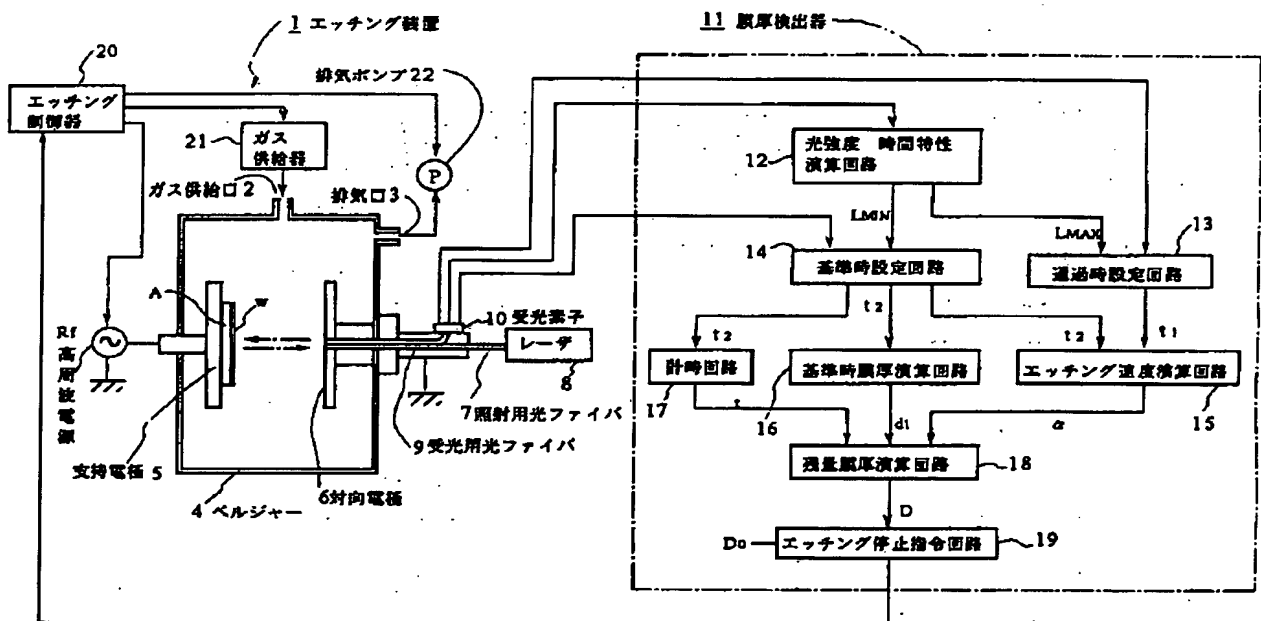 1 エッチング装置
11 膜厚検出器
20
エッチング
制御器
排気ポンプ 22
21
ガス
供給器
P
ガス供給口 2
排気口 3
12
光強度 時間特性
演算回路
LMIN
LMAX
13
14
基準時設定回路
通過時設定回路
A
w
Rf
高
周
波
電
源
10 受光素子
レーザ
8
t2
t2
t2
t1
計時回路
基準時膜厚演算回路
エッチング速度演算回路
7 照射用光ファイバ
17
16
15
9 受光用光ファイバ
t
d1
α
支持電極 5
残量膜厚演算回路
18
4 ベルジャー
6 対向電極
D
D0
エッチング停止指令回路
19